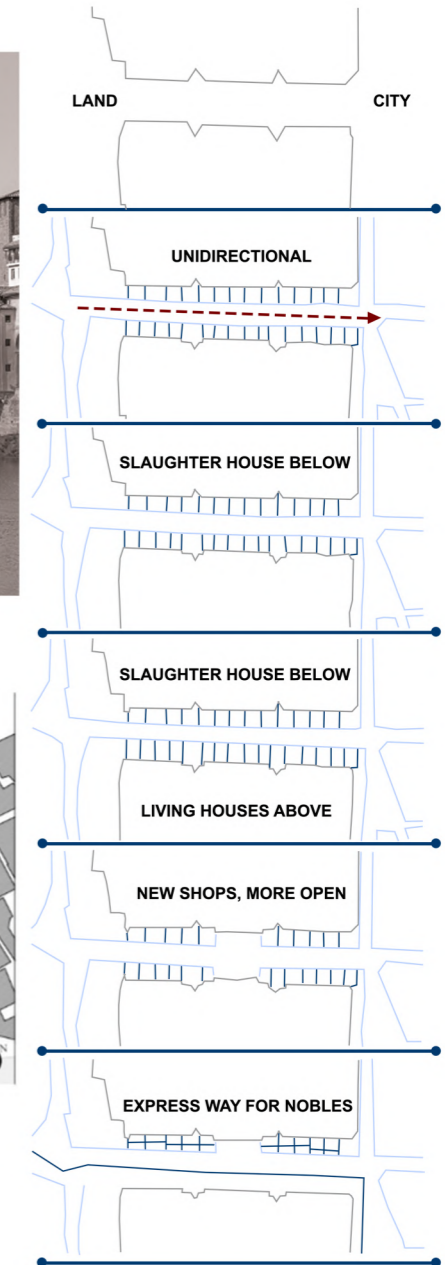 LAND
CITY
UNIDIRECTIONAL
SLAUGHTER HOUSE BELOW
SLAUGHTER HOUSE BELOW
LIVING HOUSES ABOVE
NEW SHOPS, MORE OPEN
EXPRESS WAY FOR NOBLES